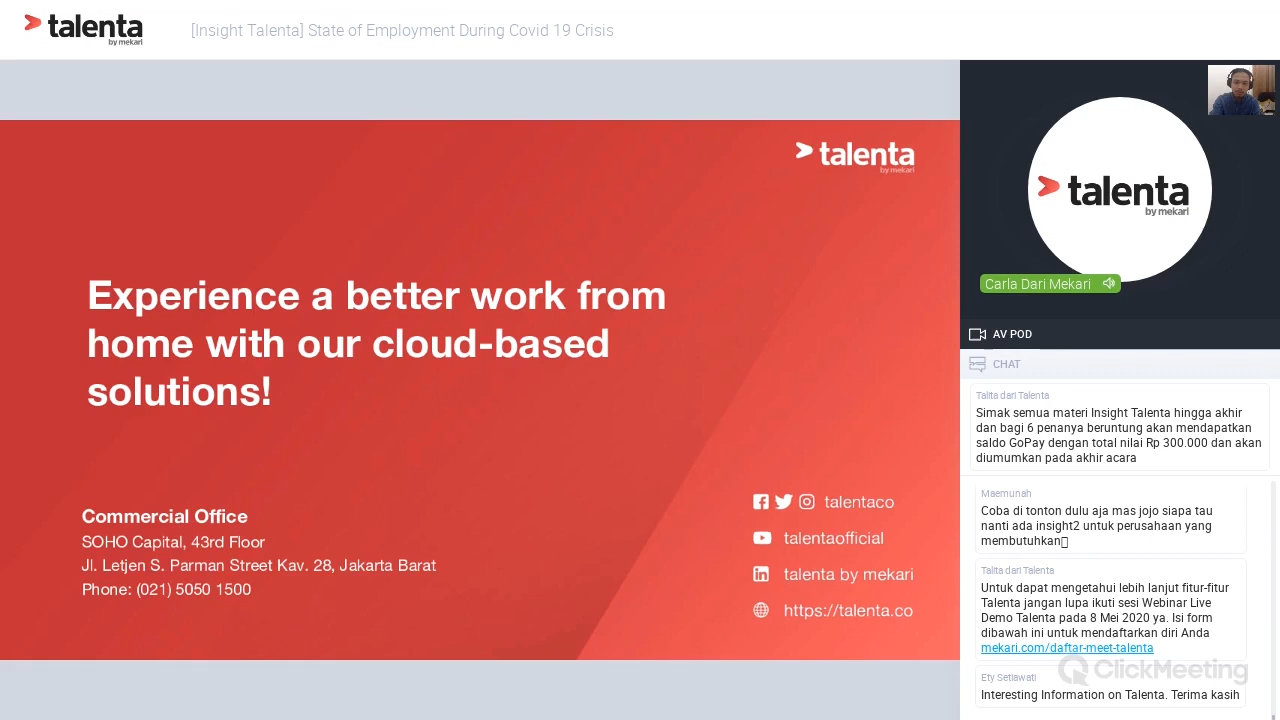 talenta
by mekari
[Insight Talenta] State of Employment During Covid 19 Crisis
talenta
by mekari
Experience a better work from
home with our cloud-based
solutions!
Commercial Office
SOHO Capital, 43rd Floor
Jl. Letjen S. Parman Street Kav. 28, Jakarta Barat
Phone: (021) 5050 1500
talentaco
talentaofficial
talenta by mekari
https://talenta.co
talenta
by mekari
Carla Dari Mekari
AV POD
CHAT
Talita dari Talenta
Simak semua materi Insight Talenta hingga akhir
dan bagi 6 penanya beruntung akan mendapatkan
saldo GoPay dengan total nilai Rp 300.000 dan akan
diumumkan pada akhir acara
Maemunah
Coba di tonton dulu aja mas jojo siapa tau
nanti ada insight2 untuk perusahaan yang
membutuhkan
Talita dari Talenta
Untuk dapat mengetahui lebih lanjut fitur-fitur
Talenta jangan lupa ikuti sesi Webinar Live
Demo Talenta pada 8 Mei 2020 ya. Isi form
dibawah ini untuk mendaftarkan diri Anda
mekari.com/daftar-meet-talenta
ClickMeeting
Ety Setiawati
Interesting Information on Talenta. Terima kasih